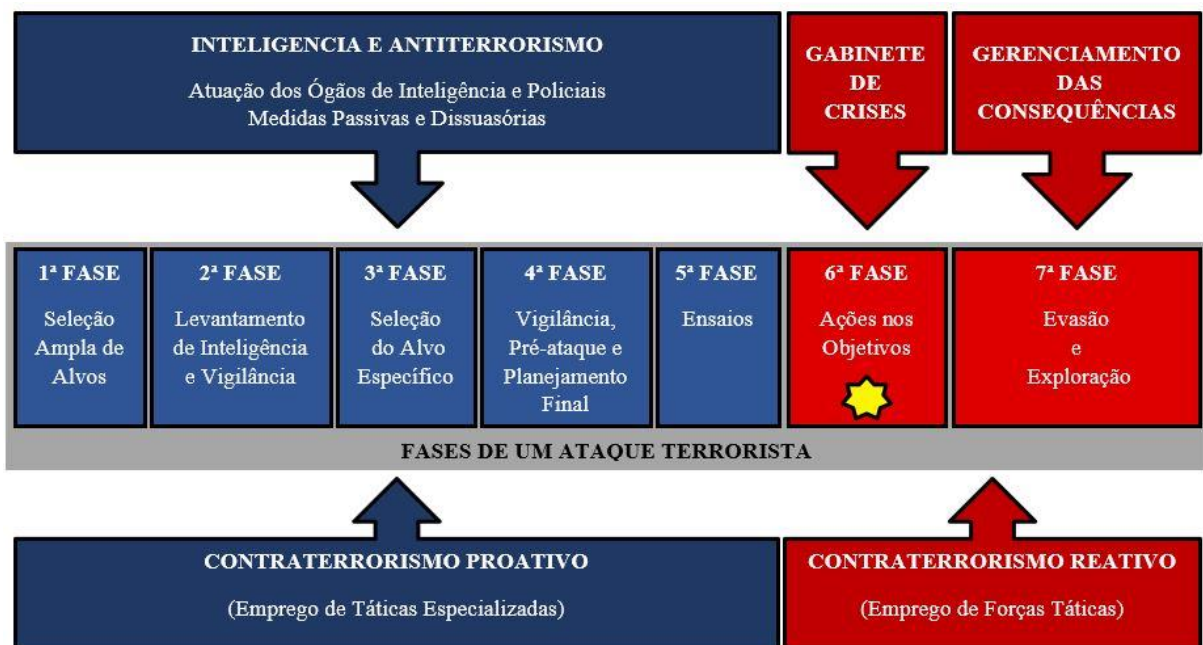 INTELIGENCIA E ANTITERRORISMO
Atuação dos Ógãos de Inteligência e Policiais
Medidas Passivas e Dissuasórias
GABINETE
DE
CRISES
GERENCIAMENTO
DAS
CONSEQUÊNCIAS
1ª FASE
Seleção
Ampla de
Alvos
2ª FASE
Levantamento
de Inteligência
e Vigilância
3ª FASE
Seleção
do Alvo
Específico
4ª FASE
Vigilância,
Pré-ataque e
Planejamento
Final
5ª FASE
Ensaios
6ª FASE
Ações nos
Objetivos
7ª FASE
Evasão
e
Exploração
FASES DE UM ATAQUE TERRORISTA
CONTRATERRORISMO PROATIVO
(Emprego de Táticas Especializadas)
CONTRATERRORISMO REATIVO
(Emprego de Forças Táticas)